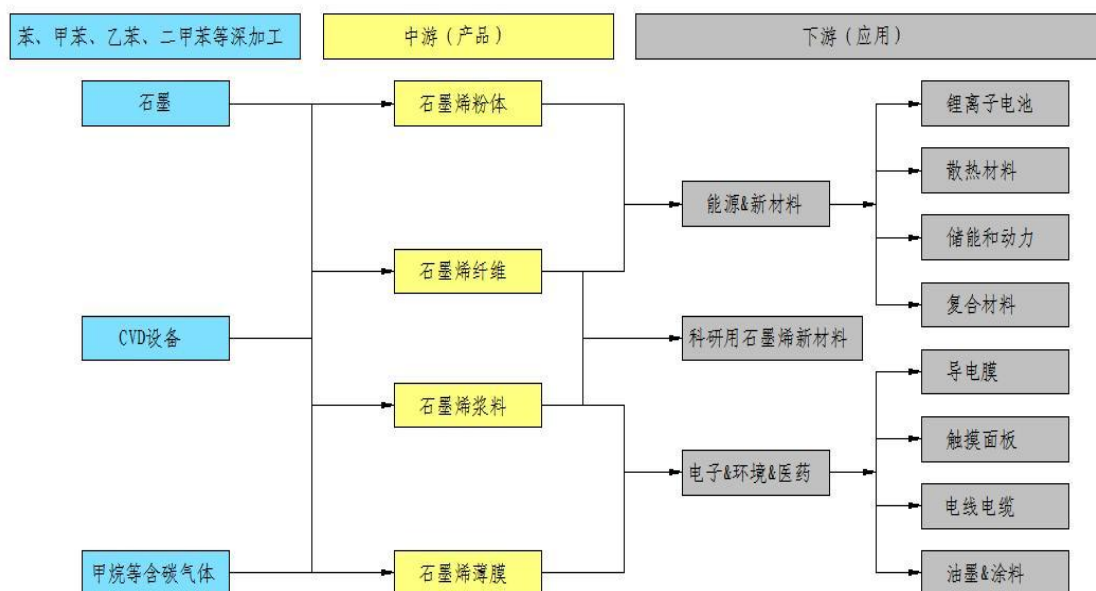 苯、甲苯、乙苯、二甲苯等深加工
中游（产品）
下游（应用）
石墨
石墨烯粉体
锂离子电池
散热材料
能源&新材料
储能和动力
石墨烯纤维
复合材料
CVD设备
科研用石墨烯新材料
导电膜
石墨烯浆料
触摸面板
电子&环境&医药
电线电缆
甲烷等含碳气体
石墨烯薄膜
油墨&涂料